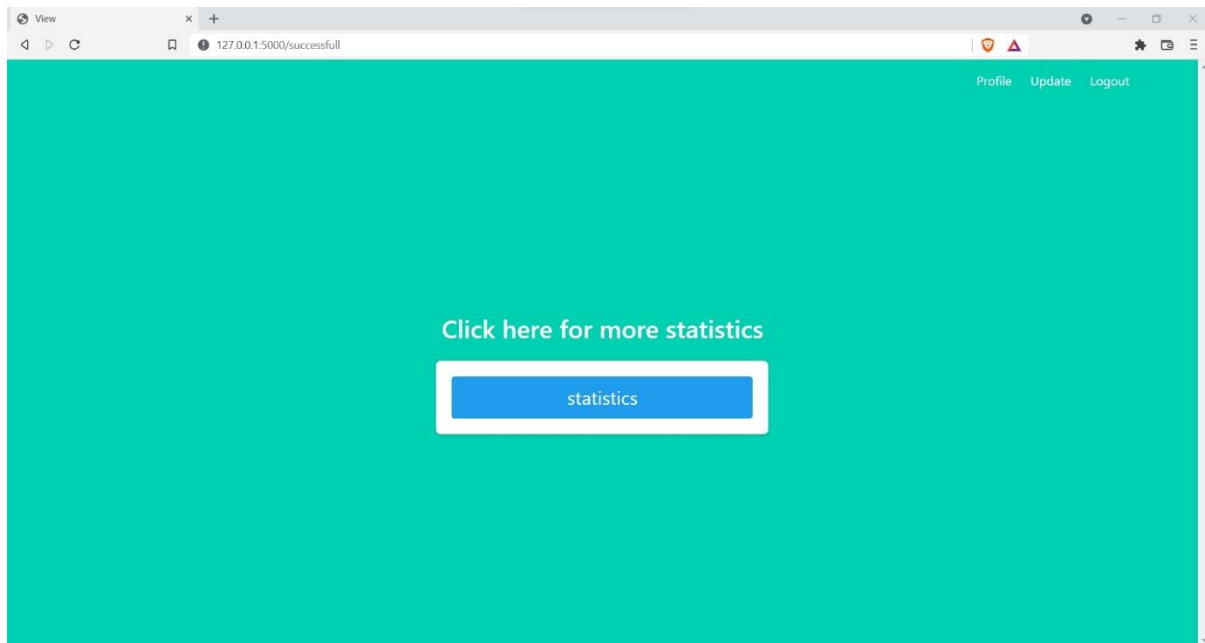 View
127.0.0.1:5000/successfull
Profile Update Logout
Click here for more statistics
statistics